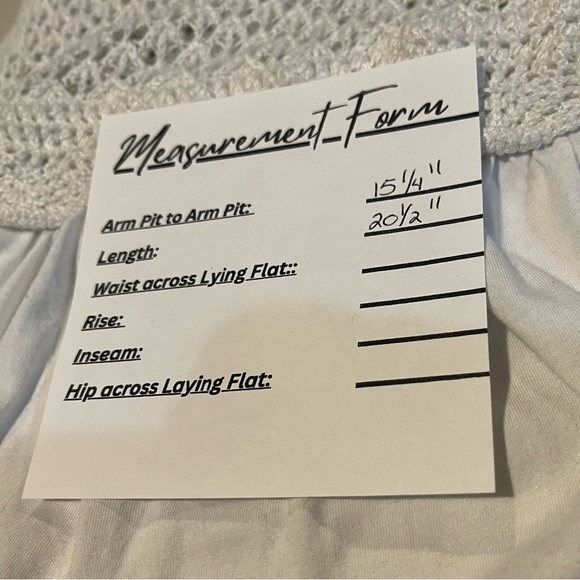 Measurement Form
Arm Pit to Arm Pit: 15 1/4"
Length: 20 1/2"
Waist across Lying Flat::
Rise:
Inseam:
Hip across Laying Flat: